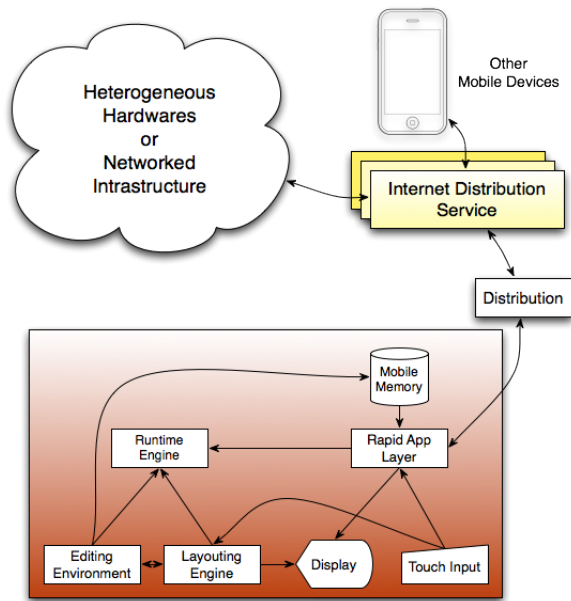 Heterogeneous
Hardwares
or
Networked
Intrastructure
Other
Mobile Devices
Internet Distribution
Service
Distribution
Mobile
Memory
Runtime
Engine
Rapid App
Layer
Editing
Environment
Layouting
Engine
Display
Touch Input